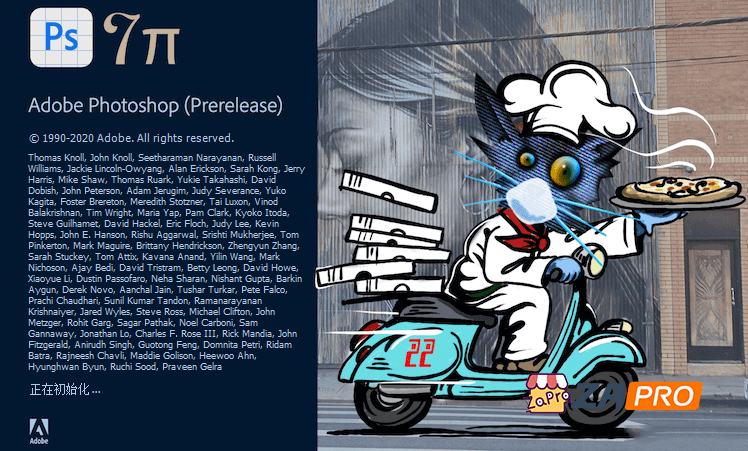 Ps 7π
Adobe Photoshop (Prerelease)
© 1990-2020 Adobe. All rights reserved.
Thomas Knoll, John Knoll, Seetharaman Narayanan, Russell
Williams, Jackie Lincoln-Owyang, Alan Erickson, Sarah Kong, Jerry
Harris, Mike Shaw, Thomas Ruark, Yukie Takahashi, David
Dobish, John Peterson, Adam Jerugim, Judy Severance, Yuko
Kagita, Foster Brereton, Meredith Stotzner, Tai Luxon, Vinod
Balakrishnan, Tim Wright, Maria Yap, Pam Clark, Kyoko Itoda,
Steve Guilhamet, David Hackel, Eric Floch, Judy Lee, Kevin
Hopps, John E. Hanson, Rishu Aggarwal, Srishti Mukherjee, Tom
Pinkerton, Mark Maguire, Brittany Hendrickson, Zhengyun Zhang,
Sarah Stuckey, Tom Attix, Kavana Anand, Yilin Wang, Mark
Nichoson, Ajay Bedi, David Tristram, Betty Leong, David Howe,
Xiaoyue Li, Dustin Passofaro, Neha Sharan, Nishant Gupta, Barkin
Aygun, Derek Novo, Aanchal Jain, Tushar Turkar, Pete Falco,
Prachi Chaudhari, Sunil Kumar Tandon, Ramanarayanan
Krishnaiyer, Jared Wyles, Steve Ross, Michael Clifton, John
Metzger, Rohit Garg, Sagar Pathak, Noel Carboni, Sam
Gannaway, Jonathan Lo, Charles F. Rose III, Rick Mandia, John
Fitzgerald, Anirudh Singh, Guotong Feng, Domnita Petri, Ridam
Batra, Rajneesh Chavli, Maddie Golison, Heewoo Ahn,
Hyunghwan Byun, Ruchi Sood, Praveen Gelra
正在初始化...
Adobe
22
ZaPro
ZA PRO